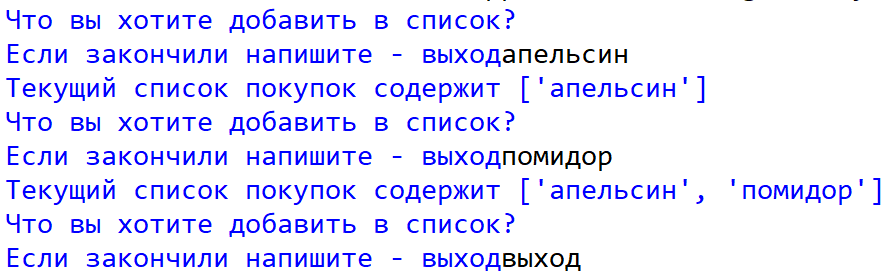 Что вы хотите добавить в список?
Если закончили напишите - выходапельсин
Текущий список покупок содержит ['апельсин']
Что вы хотите добавить в список?
Если закончили напишите - выходпомидор
Текущий список покупок содержит ['апельсин', 'помидор']
Что вы хотите добавить в список?
Если закончили напишите - выходвыход